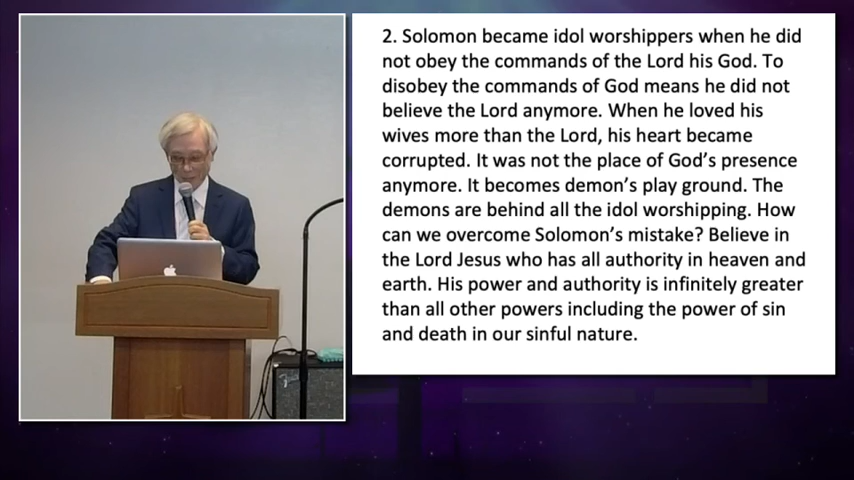 2. Solomon became idol worshippers when he did
not obey the commands of the Lord his God. To
disobey the commands of God means he did not
believe the Lord anymore. When he loved his
wives more than the Lord, his heart became
corrupted. It was not the place of God's presence
anymore. It becomes demon's play ground. The
demons are behind all the idol worshipping. How
can we overcome Solomon's mistake? Believe in
the Lord Jesus who has all authority in heaven and
earth. His power and authority is infinitely greater
than all other powers including the power of sin
and death in our sinful nature.